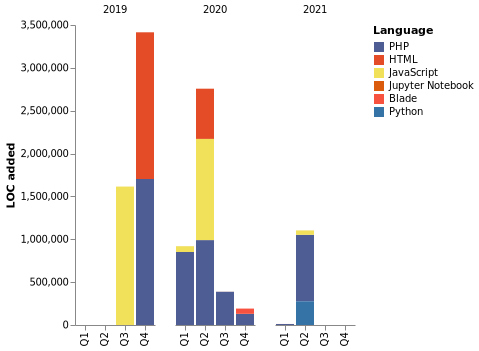 2019 2020 2021
3,500,000
3,000,000
2,500,000
2,000,000
1,500,000
1,000,000
500,000
0
LOC added
Q1 Q2 Q3 Q4 Q1 Q2 Q3 Q4 Q1 Q2 Q3 Q4
Language
PHP
HTML
JavaScript
Jupyter Notebook
Blade
Python